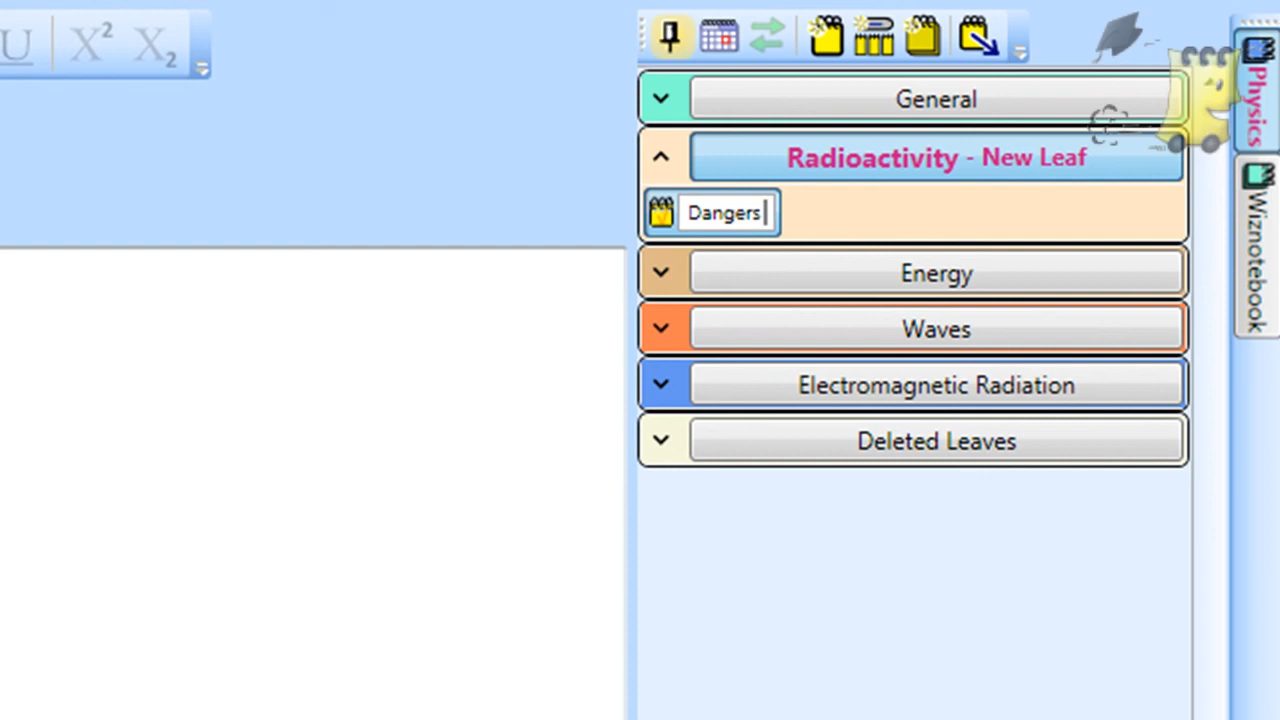 U X² X₂
General
Radioactivity - New Leaf
Dangers
Energy
Waves
Electromagnetic Radiation
Deleted Leaves
Physics
Wiznotebook